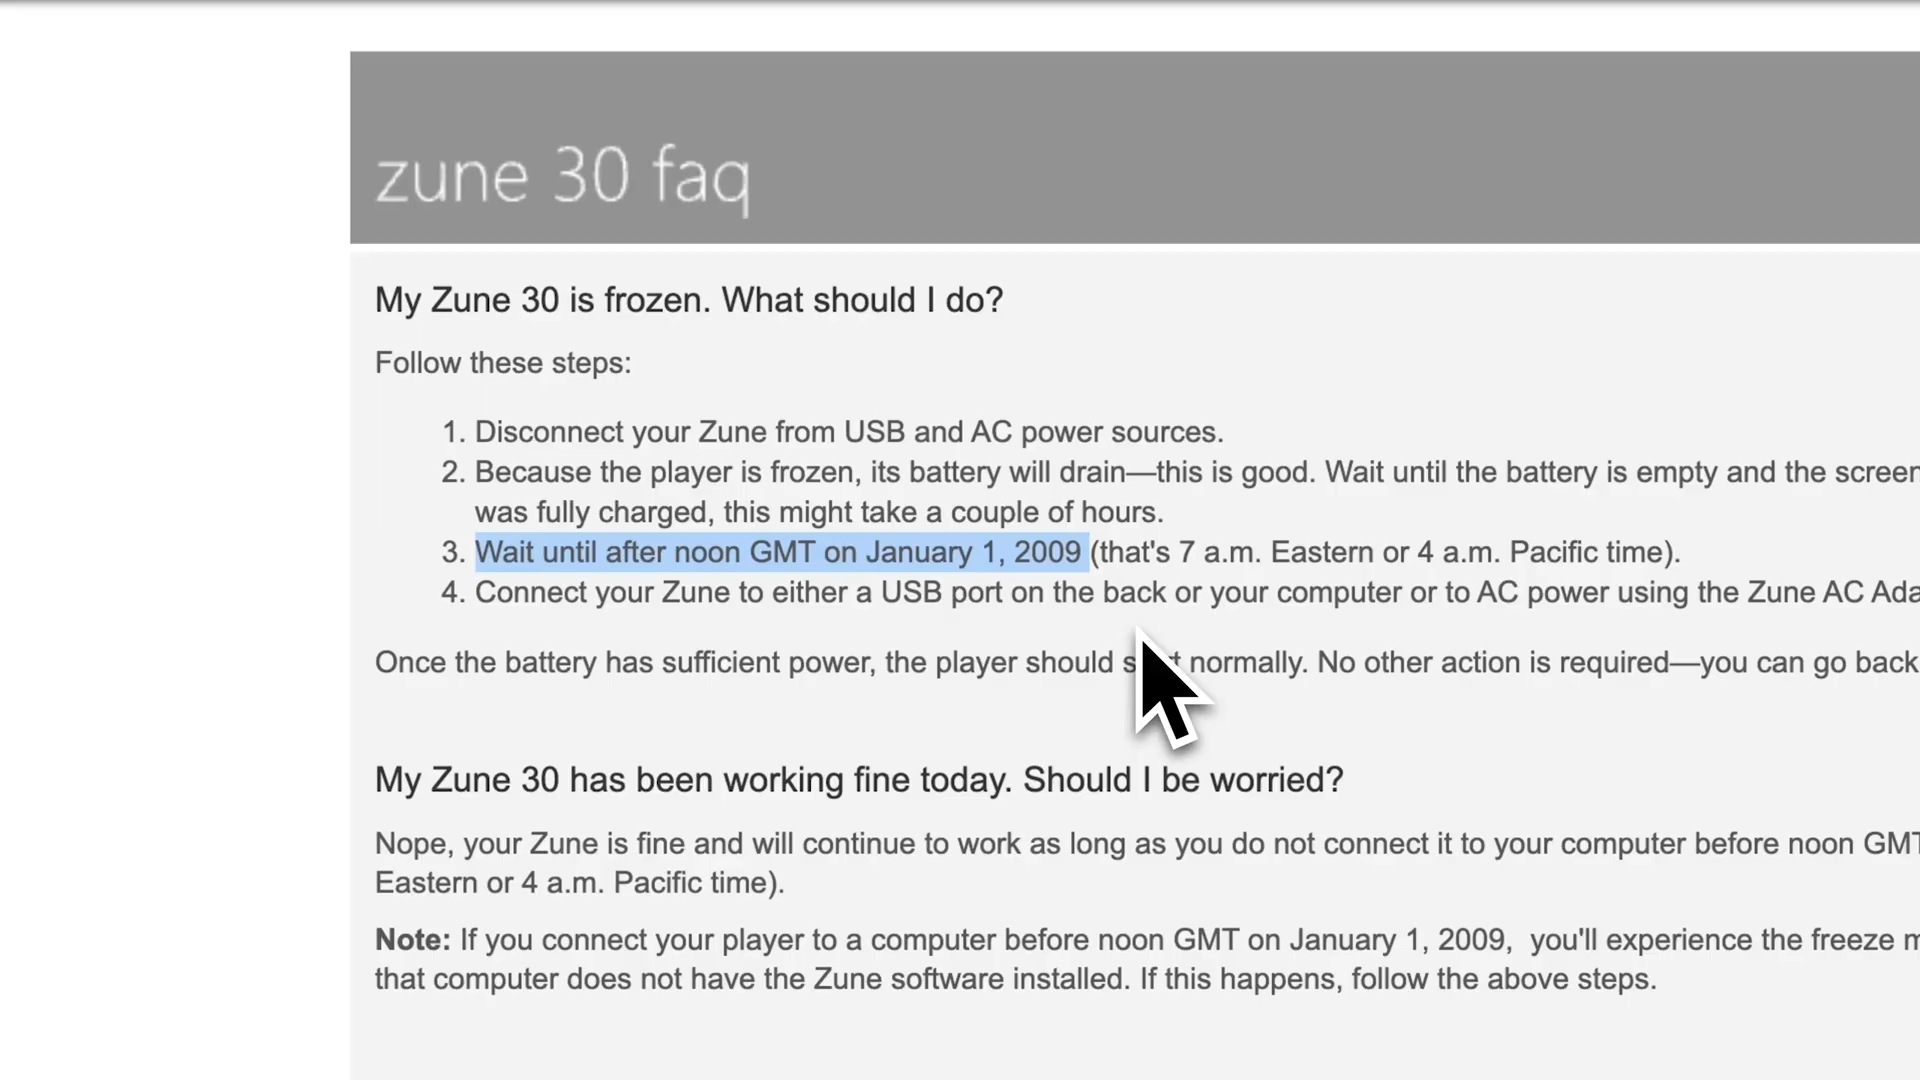 zune 30 faq
My Zune 30 is frozen. What should I do?
Follow these steps:
1. Disconnect your Zune from USB and AC power sources.
2. Because the player is frozen, its battery will drain—this is good. Wait until the battery is empty and the screen
was fully charged, this might take a couple of hours.
3. Wait until after noon GMT on January 1, 2009 (that's 7 a.m. Eastern or 4 a.m. Pacific time).
4. Connect your Zune to either a USB port on the back or your computer or to AC power using the Zune AC Ada
Once the battery has sufficient power, the player should normally. No other action is required—you can go back
My Zune 30 has been working fine today. Should I be worried?
Nope, your Zune is fine and will continue to work as long as you do not connect it to your computer before noon GMT
Eastern or 4 a.m. Pacific time).
Note: If you connect your player to a computer before noon GMT on January 1, 2009, you'll experience the freeze m
that computer does not have the Zune software installed. If this happens, follow the above steps.